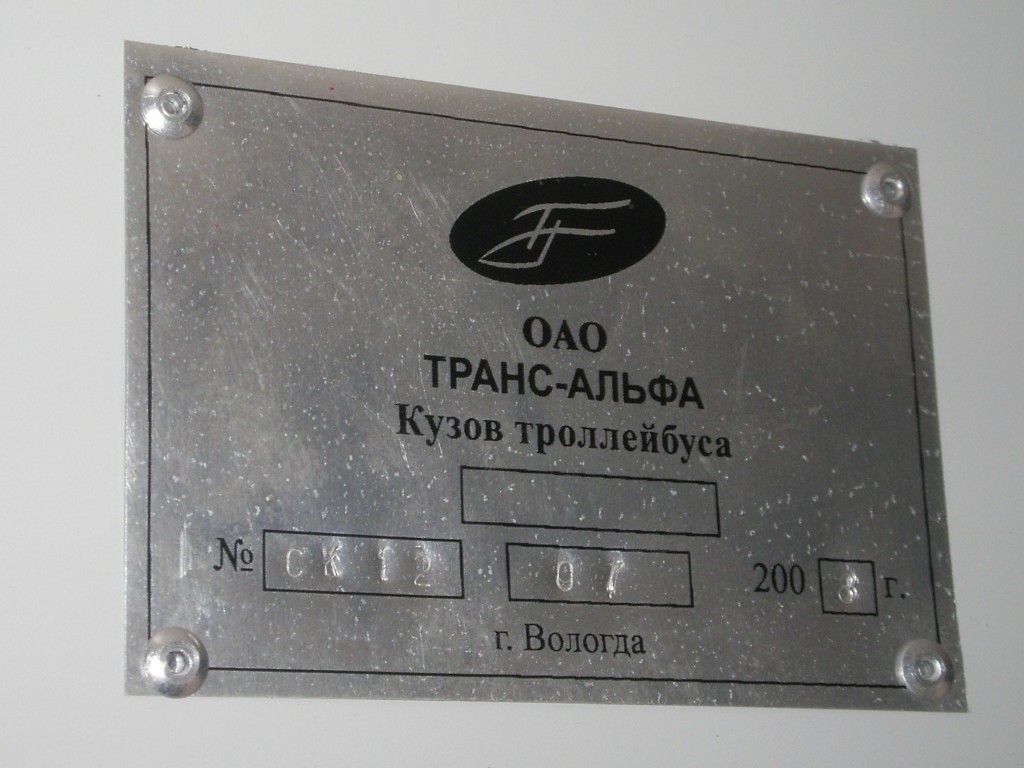 ОАО
ТРАНС-АЛЬФА
Кузов троллейбуса
№ СК12 07 2008 г.
г. Вологда